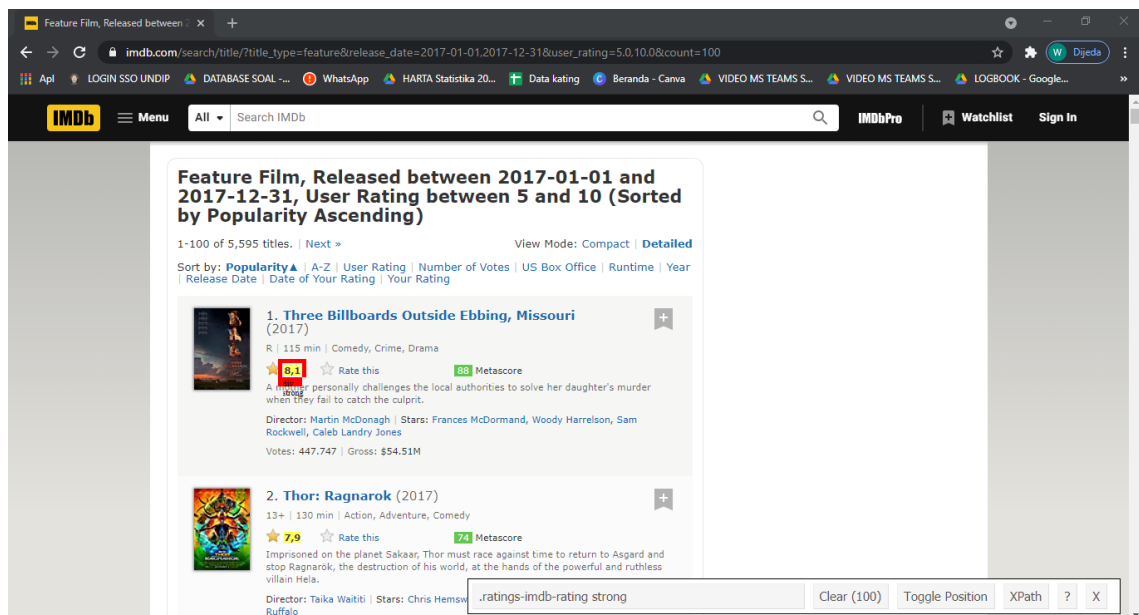 Feature Film, Released between 2
imdb.com/search/title/?title_type=feature&release_date=2017-01-01,2017-12-31&user_rating=5.0,10.0&count=100
W Dijeda
Apl LOGIN SSO UNDIP DATABASE SOAL -... WhatsApp HARTA Statistika 20... Data kating Beranda - Canva VIDEO MS TEAMS S... VIDEO MS TEAMS S... LOGBOOK - Google... »
IMDb Menu All Search IMDb IMDbPro Watchlist Sign In
Feature Film, Released between 2017-01-01 and
2017-12-31, User Rating between 5 and 10 (Sorted
by Popularity Ascending)
1-100 of 5,595 titles. | Next » View Mode: Compact | Detailed
Sort by: Popularity▲ | A-Z | User Rating | Number of Votes | US Box Office | Runtime | Year
| Release Date | Date of Your Rating | Your Rating
1. Three Billboards Outside Ebbing, Missouri
(2017)
R | 115 min | Comedy, Crime, Drama
8,1 Rate this 88 Metascore
div
strong
A mother personally challenges the local authorities to solve her daughter's murder
when they fail to catch the culprit.
Director: Martin McDonagh | Stars: Frances McDormand, Woody Harrelson, Sam
Rockwell, Caleb Landry Jones
Votes: 447.747 | Gross: $54.51M
2. Thor: Ragnarok (2017)
13+ | 130 min | Action, Adventure, Comedy
7,9 Rate this 74 Metascore
Imprisoned on the planet Sakaar, Thor must race against time to return to Asgard and
stop Ragnarök, the destruction of his world, at the hands of the powerful and ruthless
villain Hela.
Director: Taika Waititi | Stars: Chris Hemsw
Ruffalo
.ratings-imdb-rating strong Clear (100) Toggle Position XPath ? X